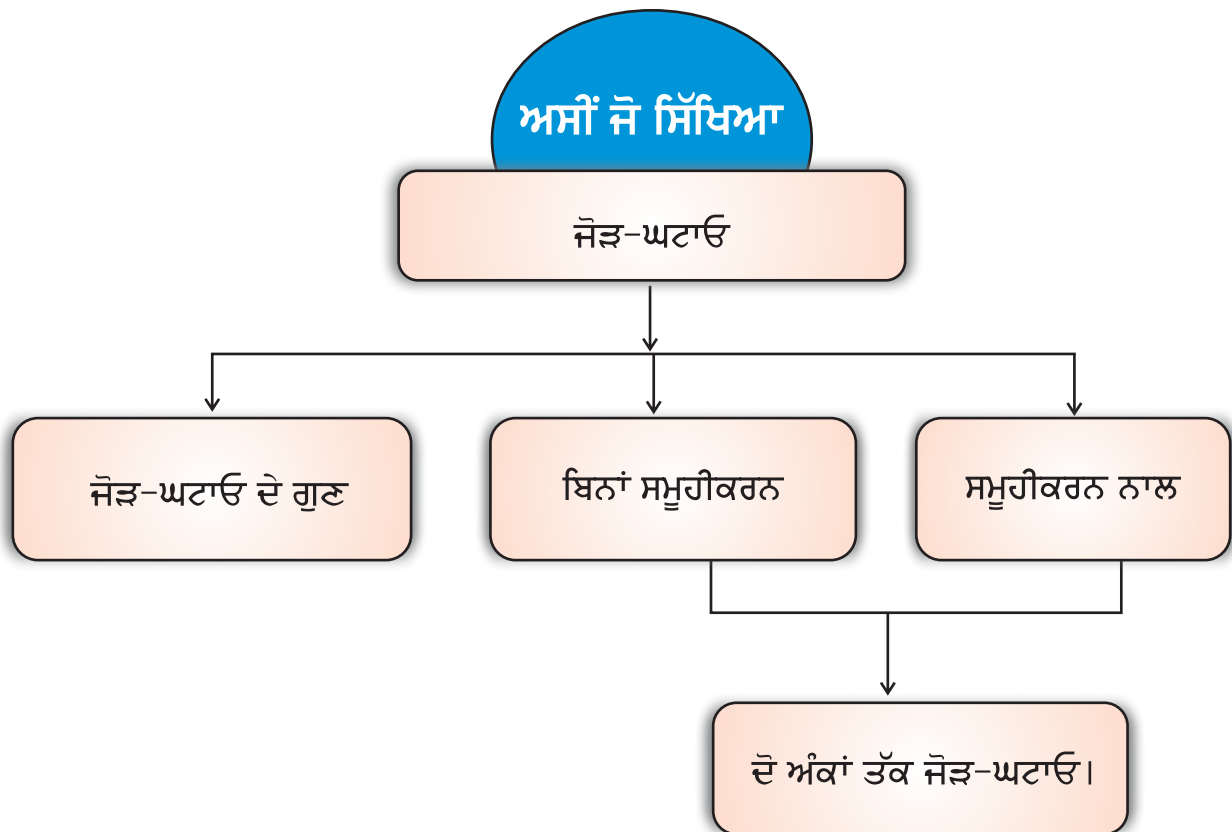 ਅਸੀਂ ਜੋ ਸਿੱਖਿਆ
ਜੋੜ-ਘਟਾਓ
ਜੋੜ-ਘਟਾਓ ਦੇ ਗੁਣ
ਬਿਨਾਂ ਸਮੂਹੀਕਰਨ
ਸਮੂਹੀਕਰਨ ਨਾਲ
ਦੋ ਅੰਕਾਂ ਤੱਕ ਜੋੜ-ਘਟਾਓ।